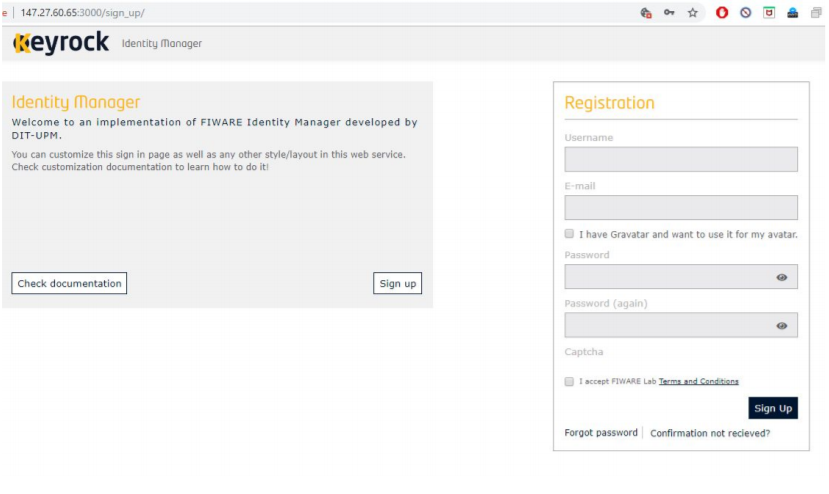 e 147.27.60.65:3000/sign_up/
Keyrock Identity Manager
Identity Manager
Welcome to an implementation of FIWARE Identity Manager developed by
DIT-UPM.
You can customize this sign in page as well as any other style/layout in this web service.
Check customization documentation to learn how to do it!
Check documentation
Sign up
Registration
Username
E-mail
I have Gravatar and want to use it for my avatar.
Password
Password (again)
Captcha
I accept FIWARE Lab Terms and Conditions
Sign Up
Forgot password
Confirmation not recieved?